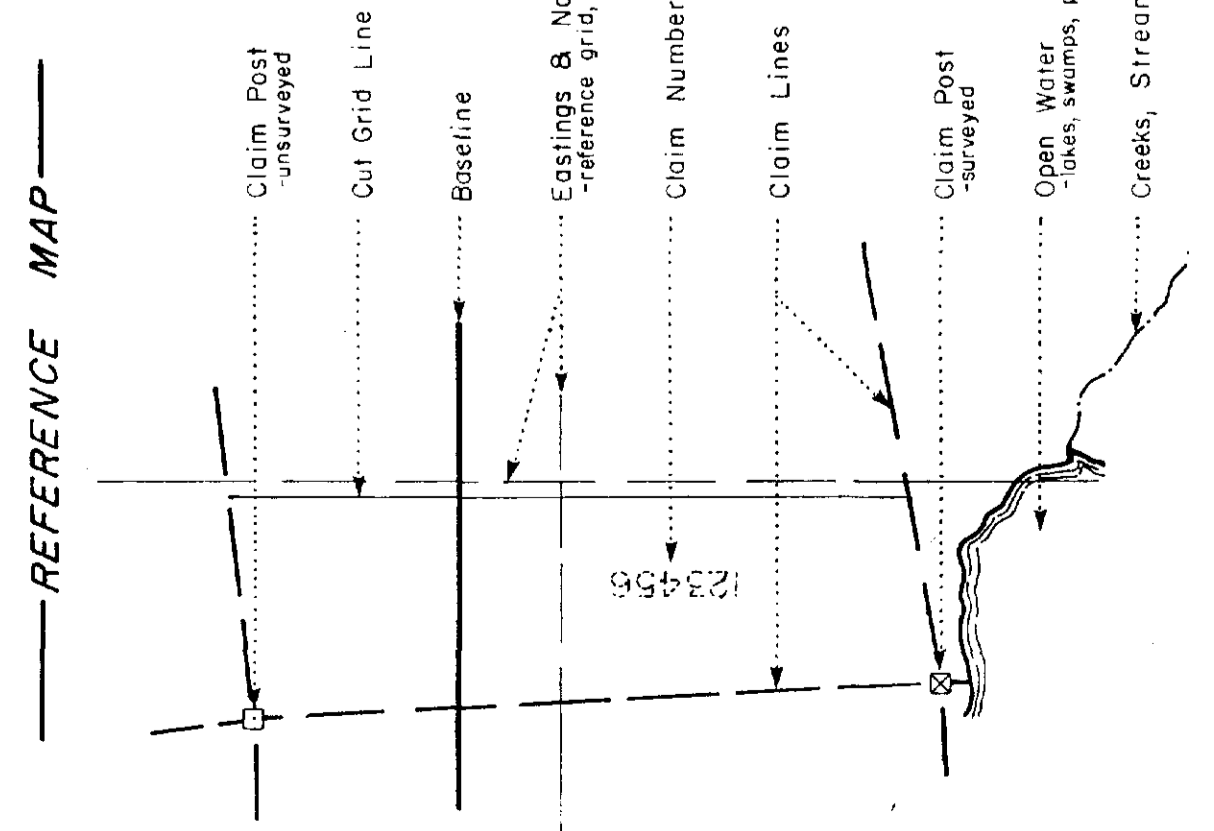 REFERENCE MAP
Claim Post
-unsurveyed
Cut Grid Line
Baseline
Eastings &
-reference grid,
Claim Number
Claim Lines
Claim Post
-surveyed
Open Water
-lakes, swamps,
Creeks,
123456